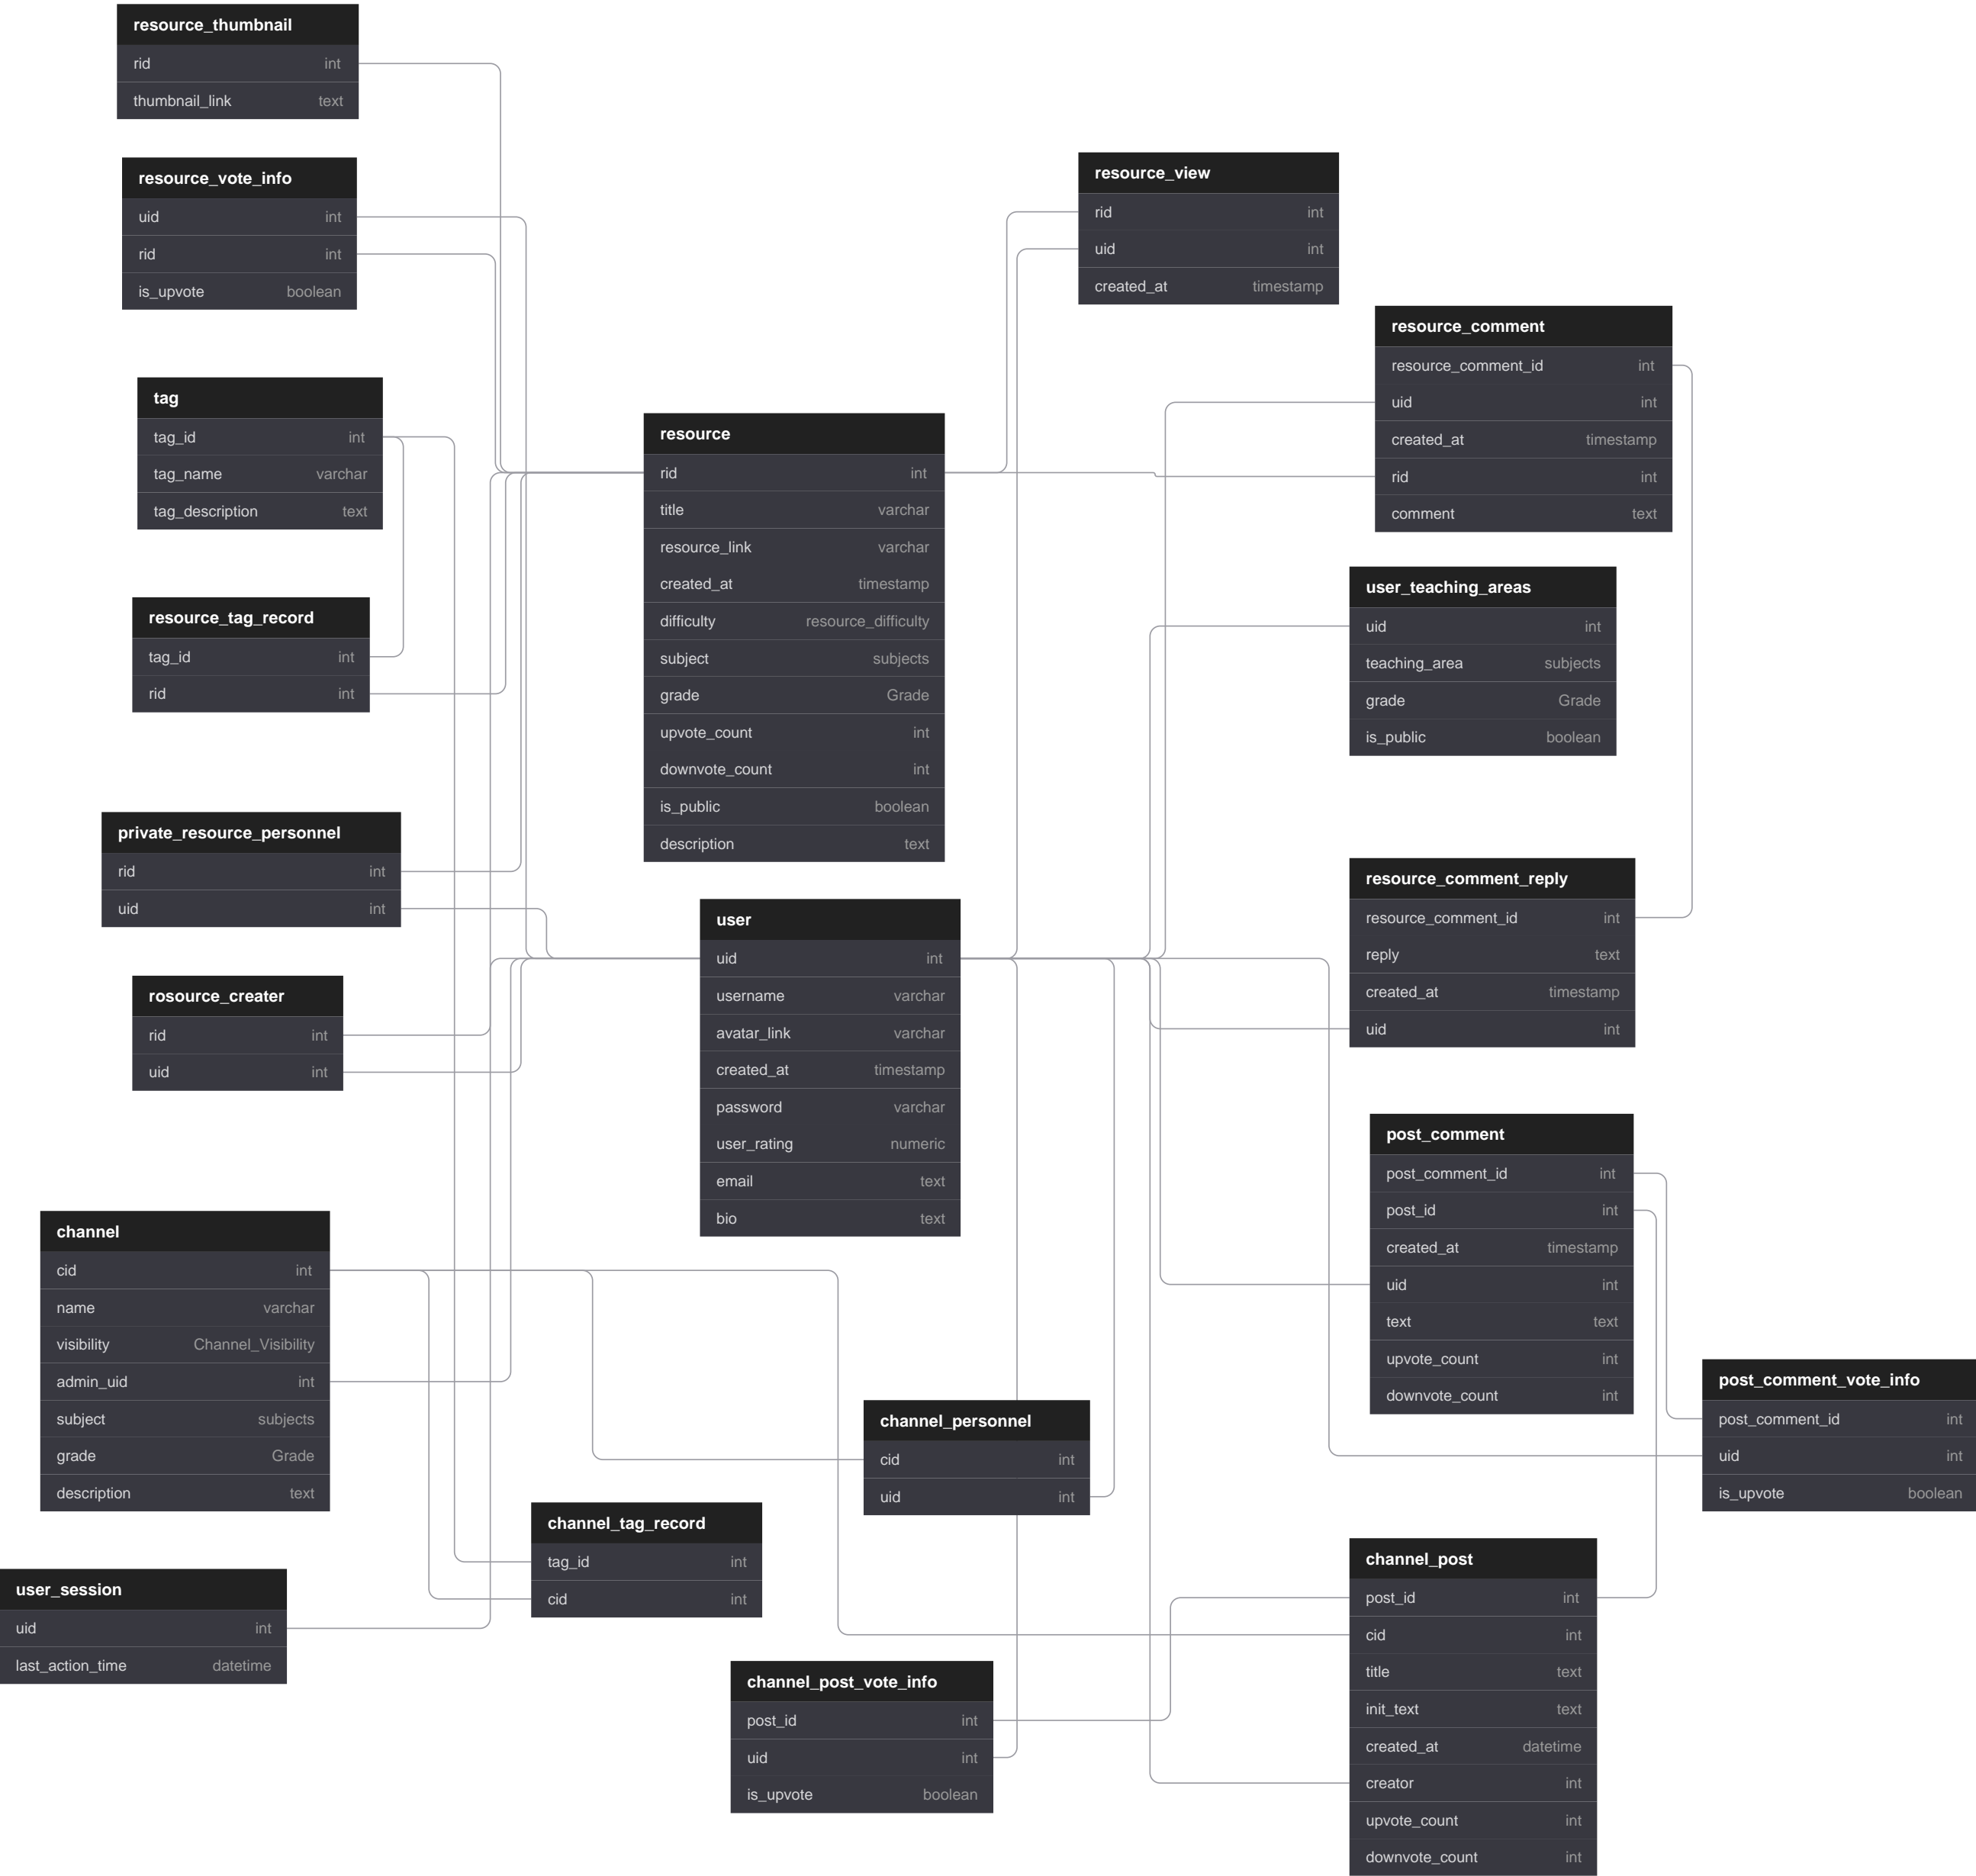 resource_thumbnail
rid int
thumbnail_link text
resource_vote_info
uid int
rid int
is_upvote boolean
tag
tag_id int
tag_name varchar
tag_description text
resource_tag_record
tag_id int
rid int
private_resource_personnel
rid int
uid int
rosource_creater
rid int
uid int
channel
cid int
name varchar
visibility Channel_Visibility
admin_uid int
subject subjects
grade Grade
description text
user_session
uid int
last_action_time datetime
channel_tag_record
tag_id int
cid int
resource
rid int
title varchar
resource_link varchar
created_at timestamp
difficulty resource_difficulty
subject subjects
grade Grade
upvote_count int
downvote_count int
is_public boolean
description text
user
uid int
username varchar
avatar_link varchar
created_at timestamp
password varchar
user_rating numeric
email text
bio text
channel_personnel
cid int
uid int
channel_post_vote_info
post_id int
uid int
is_upvote boolean
resource_view
rid int
uid int
created_at timestamp
resource_comment
resource_comment_id int
uid int
created_at timestamp
rid int
comment text
user_teaching_areas
uid int
teaching_area subjects
grade Grade
is_public boolean
resource_comment_reply
resource_comment_id int
reply text
created_at timestamp
uid int
post_comment
post_comment_id int
post_id int
created_at timestamp
uid int
text text
upvote_count int
downvote_count int
post_comment_vote_info
post_comment_id int
uid int
is_upvote boolean
channel_post
post_id int
cid int
title text
init_text text
created_at datetime
creator int
upvote_count int
downvote_count int